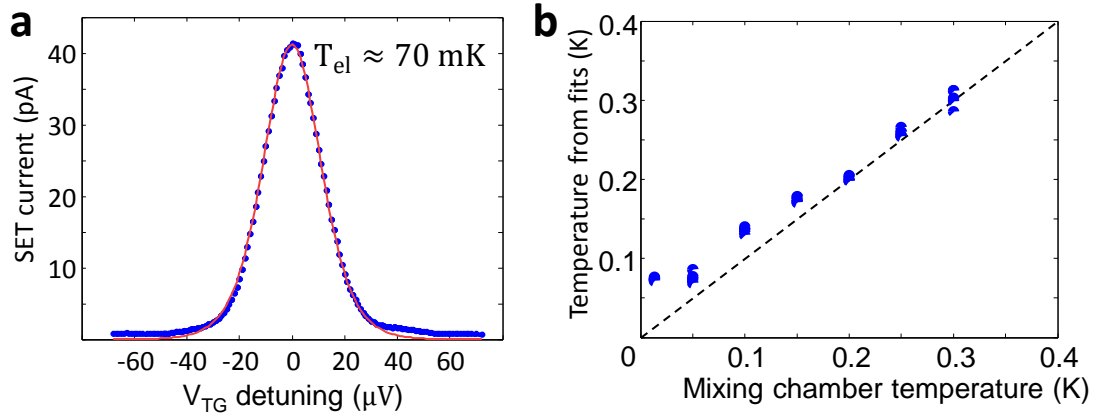 a
T_el ≈ 70 mK
SET current (pA)
40
30
20
10
-60 -40 -20 0 20 40 60
V_TG detuning (μV)
b
Temperature from fits (K)
0.4
0.3
0.2
0.1
0 0.1 0.2 0.3 0.4
Mixing chamber temperature (K)